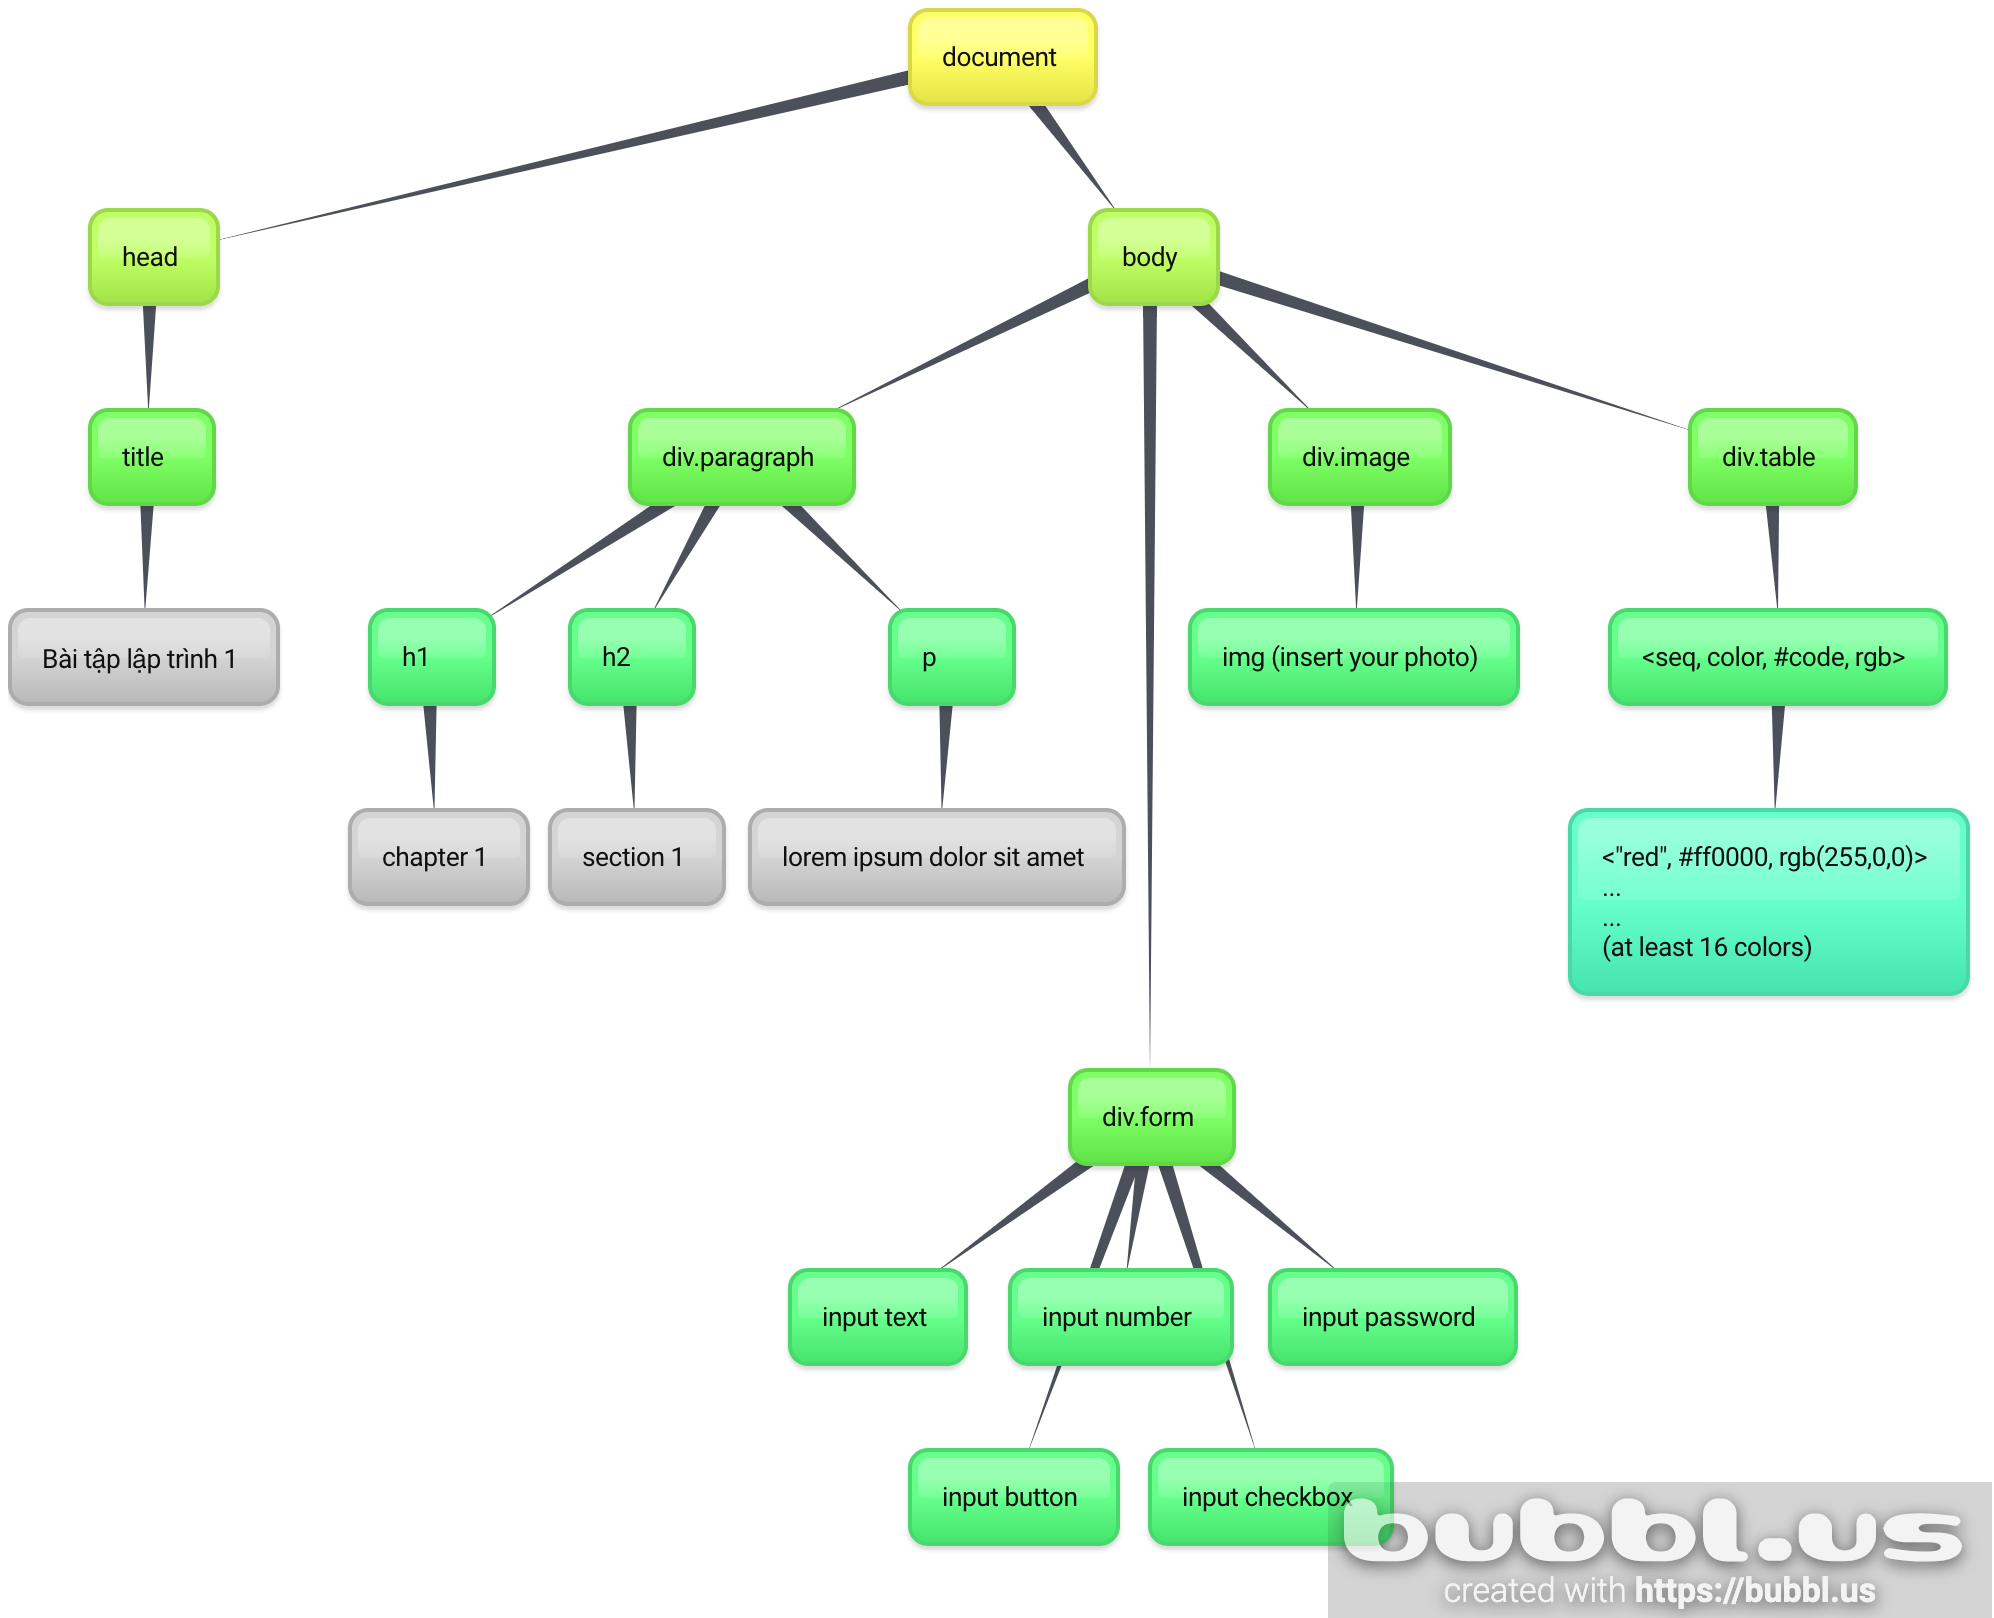 document
head
body
title
div.paragraph
div.image
div.table
Bài tập lập trình 1
h1
h2
p
img (insert your photo)
<seq, color, #code, rgb>
chapter 1
section 1
lorem ipsum dolor sit amet
<"red", #ff0000, rgb(255,0,0)>
...
...
(at least 16 colors)
div.form
input text
input number
input password
input button
input checkbox
bubbl.us
created with https://bubbl.us